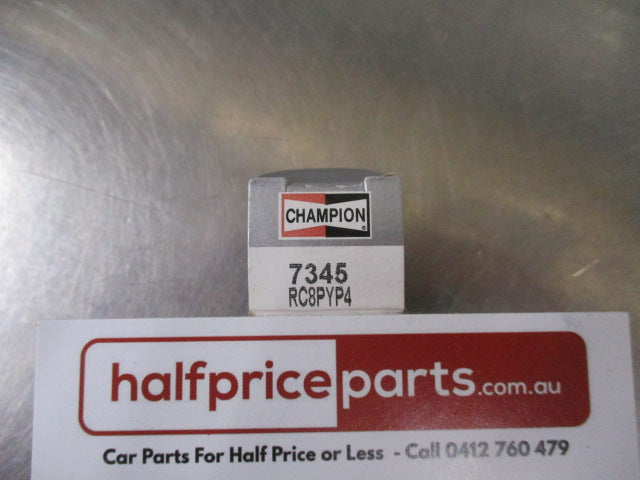 CHAMPION
7345
RC8PYP4
halfpriceparts.com.au
Car Parts For Half Price or Less - Call 0412 760 479